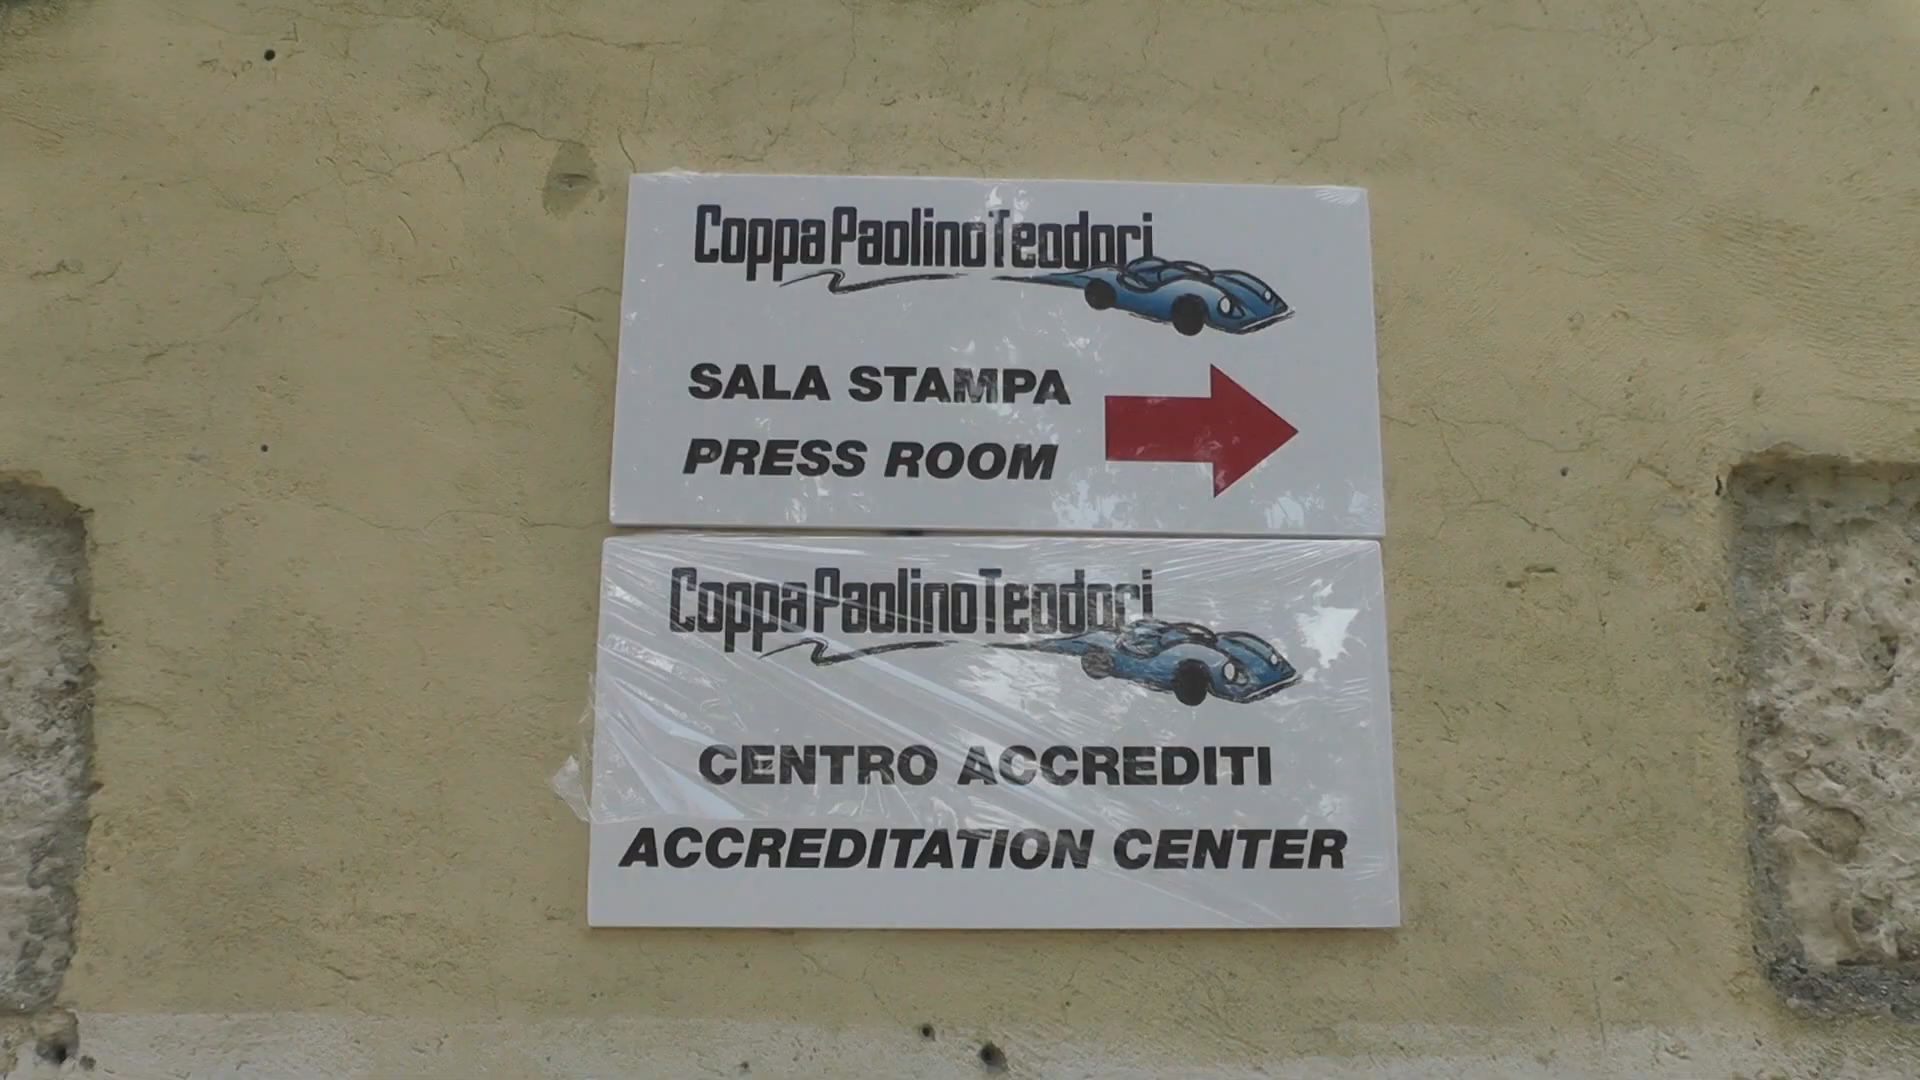 CoppaPaolinoTeodori
SALA STAMPA
PRESS ROOM
CoppaPaolinoTeodori
CENTRO ACCREDITI
ACCREDITATION CENTER